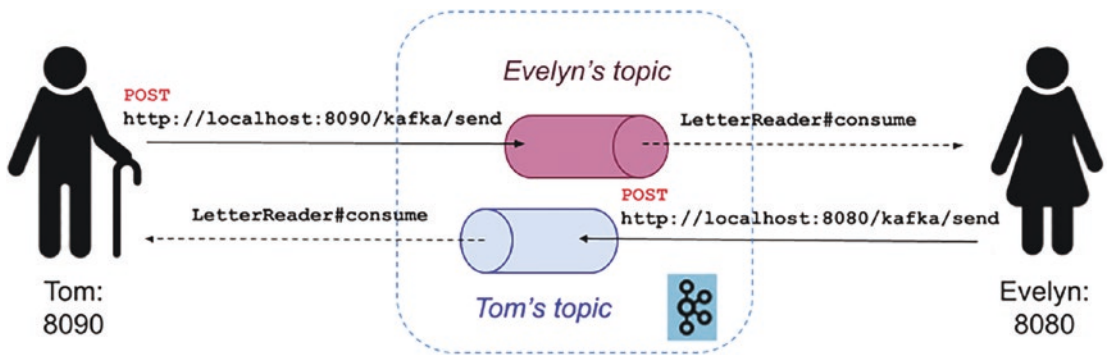 Evelyn's topic
POST
http://localhost:8090/kafka/send
LetterReader#consume
POST
http://localhost:8080/kafka/send
LetterReader#consume
Tom's topic
Tom:
8090
Evelyn:
8080